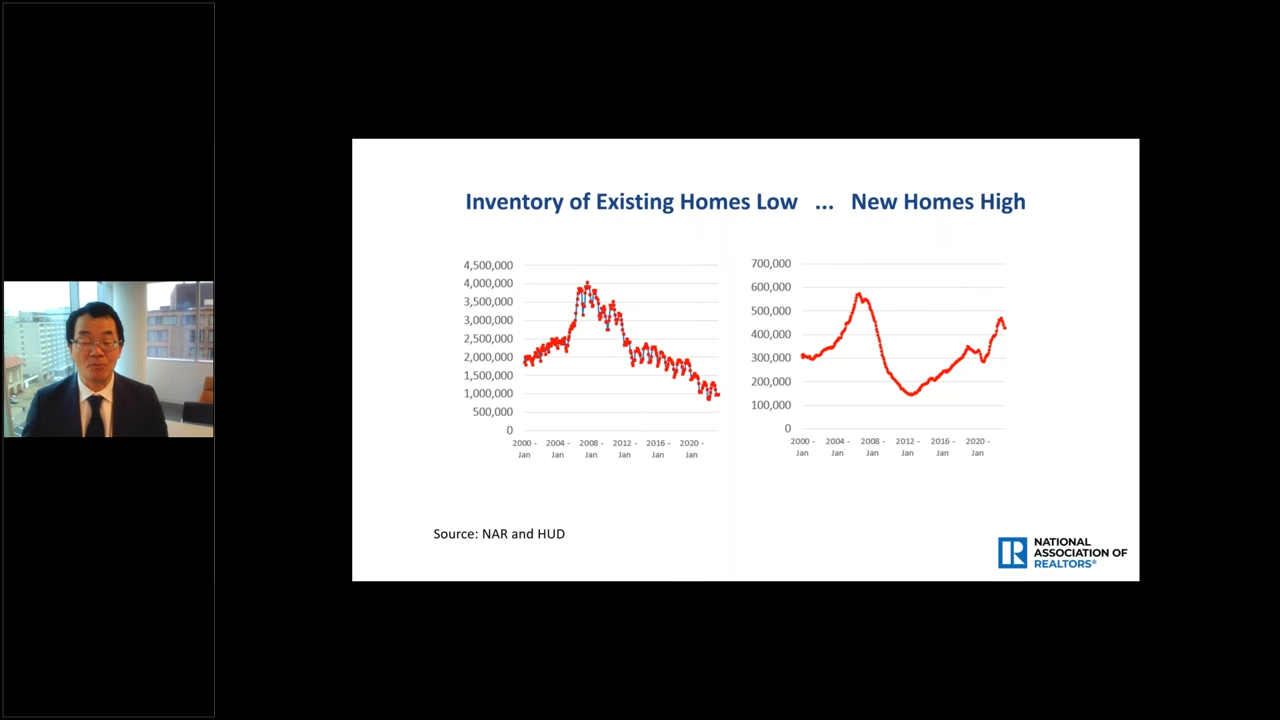 Inventory of Existing Homes Low ... New Homes High
4,500,000
4,000,000
3,500,000
3,000,000
2,500,000
2,000,000
1,500,000
1,000,000
500,000
0
2000 - 2004 - 2008 - 2012 - 2016 - 2020 -
Jan Jan Jan Jan Jan Jan
700,000
600,000
500,000
400,000
300,000
200,000
100,000
0
2000 - 2004 - 2008 - 2012 - 2016 - 2020 -
Jan Jan Jan Jan Jan Jan
Source: NAR and HUD
R
NATIONAL
ASSOCIATION OF
REALTORS®